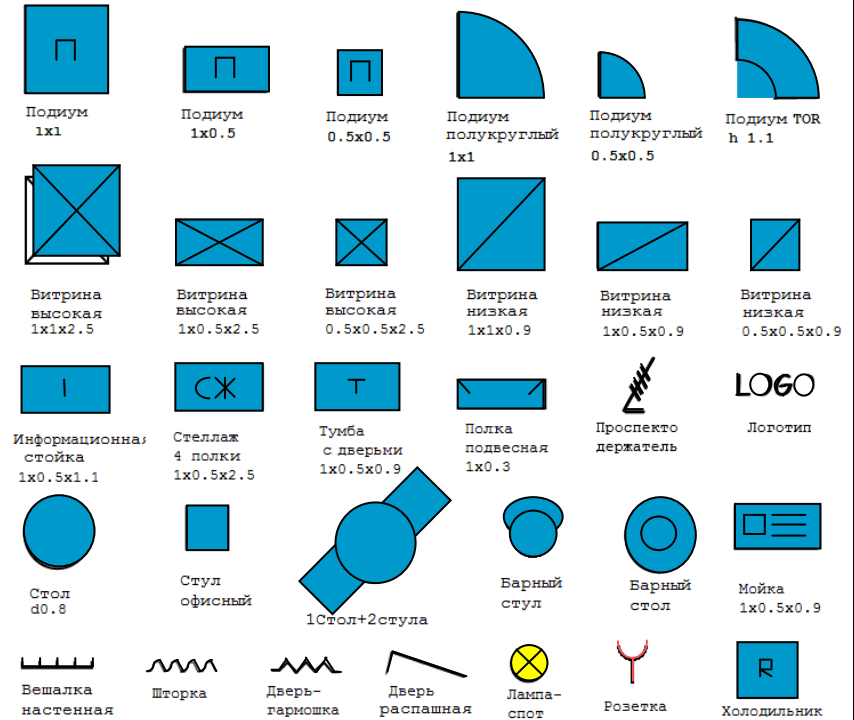 П
П
П
Подиум
1x1
Подиум
1x0.5
Подиум
0.5x0.5
Подиум
полукруглый
1x1
Подиум
полукруглый
0.5x0.5
Подиум TOR
h 1.1
Витрина
высокая
1x1x2.5
Витрина
высокая
1x0.5x2.5
Витрина
высокая
0.5x0.5x2.5
Витрина
низкая
1x1x0.9
Витрина
низкая
1x0.5x0.9
Витрина
низкая
0.5x0.5x0.9
I
СЖ
Т
LOGO
Информационная
стойка
1x0.5x1.1
Стеллаж
4 полки
1x0.5x2.5
Тумба
с дверьми
1x0.5x0.9
Полка
подвесная
1x0.3
Проспекто
держатель
Логотип
Стол
d0.8
Стул
офисный
1Стол+2стула
Барный
стул
Барный
стол
Мойка
1x0.5x0.9
R
Вешалка
настенная
Шторка
Дверь-
гармошка
Дверь
распашная
Лампа-
спот
Розетка
Холодильник